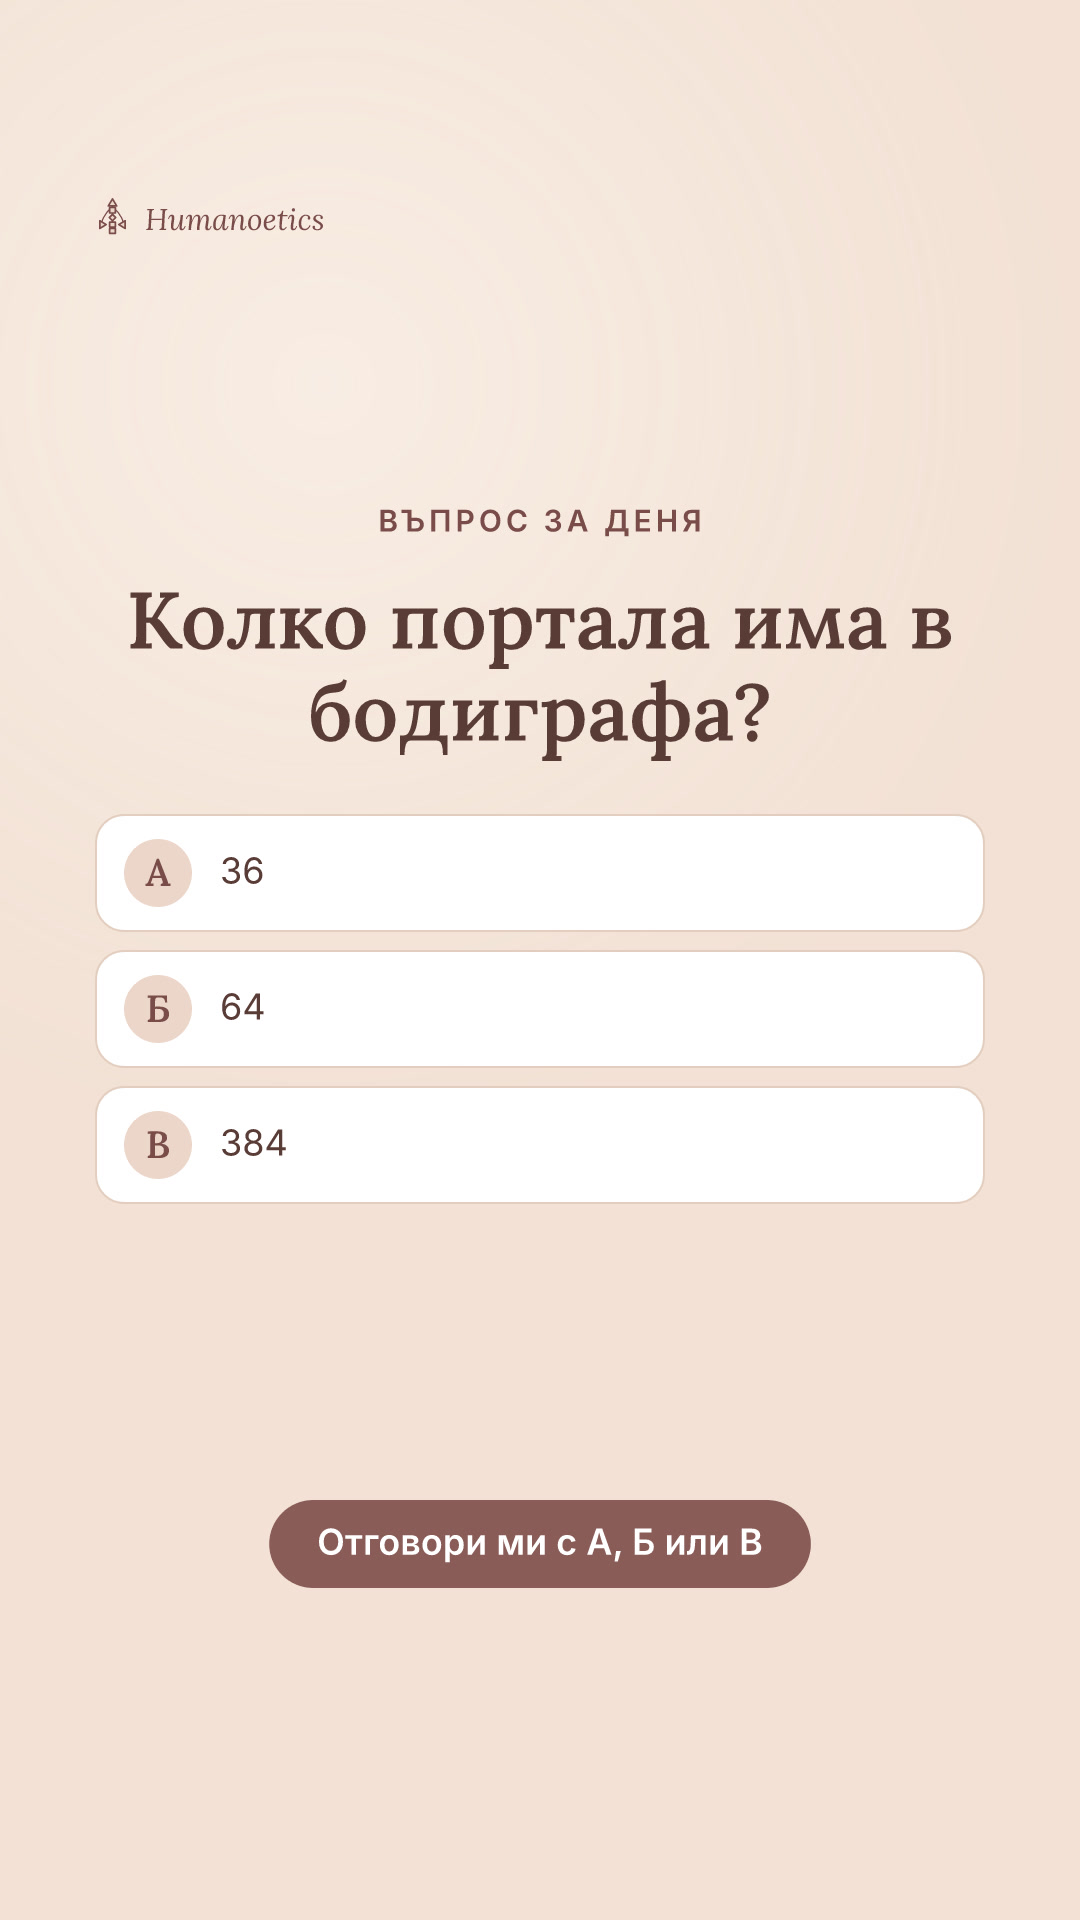 Humanoetics
ВЪПРОС ЗА ДЕНЯ
Колко портала има в
бодиграфа?
А 36
Б 64
В 384
Отговори ми с А, Б или В